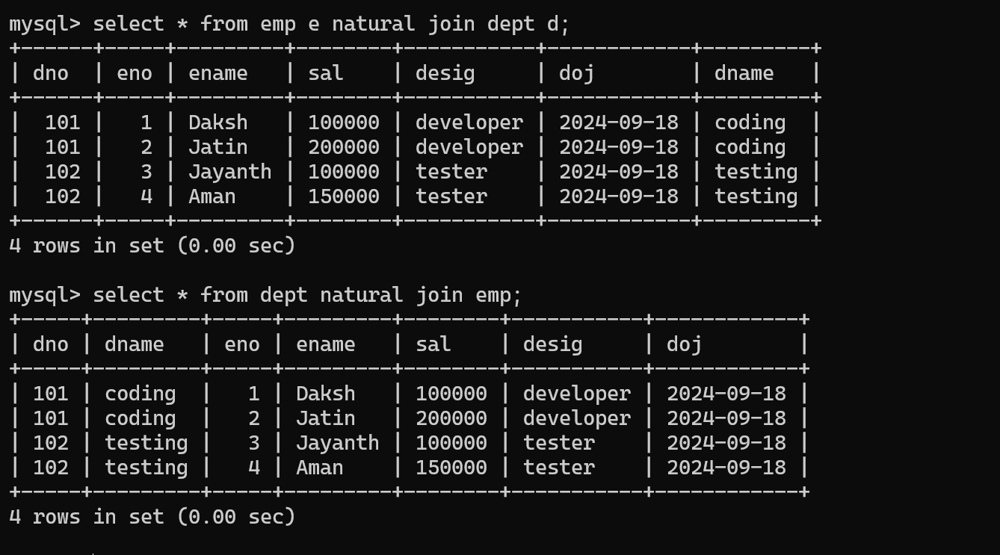 mysql> select * from emp e natural join dept d;
+------+-----+---------+--------+-----------+------------+---------+
| dno  | eno | ename   | sal    | desig     | doj        | dname   |
+------+-----+---------+--------+-----------+------------+---------+
|  101 |   1 | Daksh   | 100000 | developer | 2024-09-18 | coding  |
|  101 |   2 | Jatin   | 200000 | developer | 2024-09-18 | coding  |
|  102 |   3 | Jayanth | 100000 | tester    | 2024-09-18 | testing |
|  102 |   4 | Aman    | 150000 | tester    | 2024-09-18 | testing |
+------+-----+---------+--------+-----------+------------+---------+
4 rows in set (0.00 sec)

mysql> select * from dept natural join emp;
+-----+---------+-----+---------+--------+-----------+------------+
| dno | dname   | eno | ename   | sal    | desig     | doj        |
+-----+---------+-----+---------+--------+-----------+------------+
| 101 | coding  |   1 | Daksh   | 100000 | developer | 2024-09-18 |
| 101 | coding  |   2 | Jatin   | 200000 | developer | 2024-09-18 |
| 102 | testing |   3 | Jayanth | 100000 | tester    | 2024-09-18 |
| 102 | testing |   4 | Aman    | 150000 | tester    | 2024-09-18 |
+-----+---------+-----+---------+--------+-----------+------------+
4 rows in set (0.00 sec)